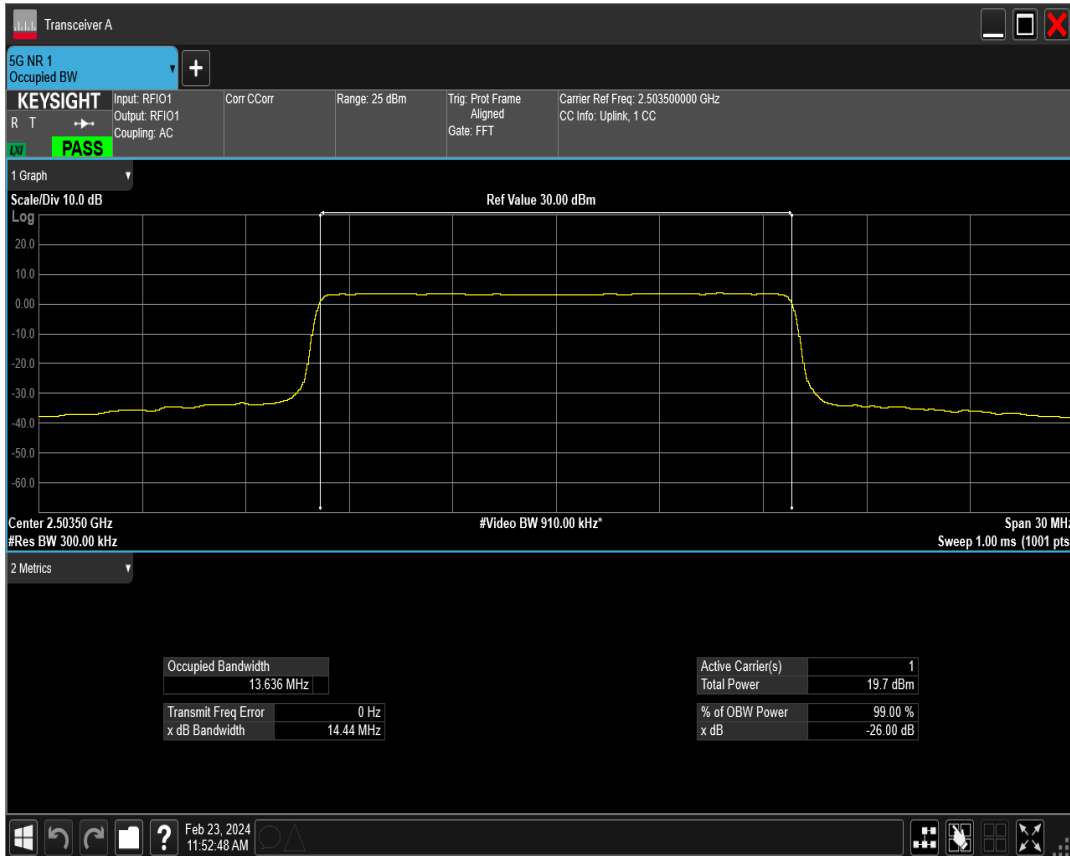 Transceiver A
5G NR 1
Occupied BW
+
KEYSIGHT
R T
LXI
PASS
Input: RFIO1
Output: RFIO1
Coupling: AC
Corr CCorr
Range: 25 dBm
Trig: Prot Frame
Aligned
Gate: FFT
Carrier Ref Freq: 2.503500000 GHz
CC Info: Uplink, 1 CC
1 Graph
Scale/Div 10.0 dB
Ref Value 30.00 dBm
Log
20.0
10.0
0.00
-10.0
-20.0
-30.0
-40.0
-50.0
-60.0
Center 2.50350 GHz
#Video BW 910.00 kHz*
Span 30 MHz
#Res BW 300.00 kHz
Sweep 1.00 ms (1001 pts
2 Metrics
Occupied Bandwidth
13.636 MHz
Transmit Freq Error 0 Hz
x dB Bandwidth 14.44 MHz
Active Carrier(s) 1
Total Power 19.7 dBm
% of OBW Power 99.00 %
x dB -26.00 dB
?
Feb 23, 2024
11:52:48 AM